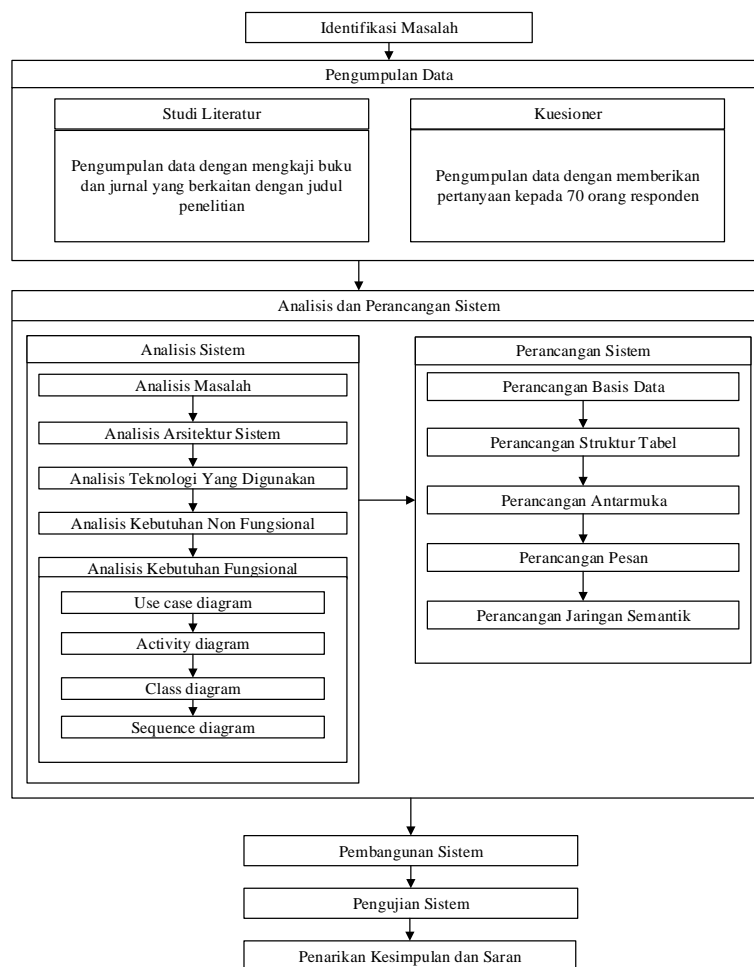 Identifikasi Masalah
Pengumpulan Data
Studi Literatur
Pengumpulan data dengan mengkaji buku
dan jurnal yang berkaitan dengan judul
penelitian
Kuesioner
Pengumpulan data dengan memberikan
pertanyaan kepada 70 orang responden
Analisis dan Perancangan Sistem
Analisis Sistem
Analisis Masalah
Analisis Arsitektur Sistem
Analisis Teknologi Yang Digunakan
Analisis Kebutuhan Non Fungsional
Analisis Kebutuhan Fungsional
Use case diagram
Activity diagram
Class diagram
Sequence diagram
Perancangan Sistem
Perancangan Basis Data
Perancangan Struktur Tabel
Perancangan Antarmuka
Perancangan Pesan
Perancangan Jaringan Semantik
Pembangunan Sistem
Pengujian Sistem
Penarikan Kesimpulan dan Saran